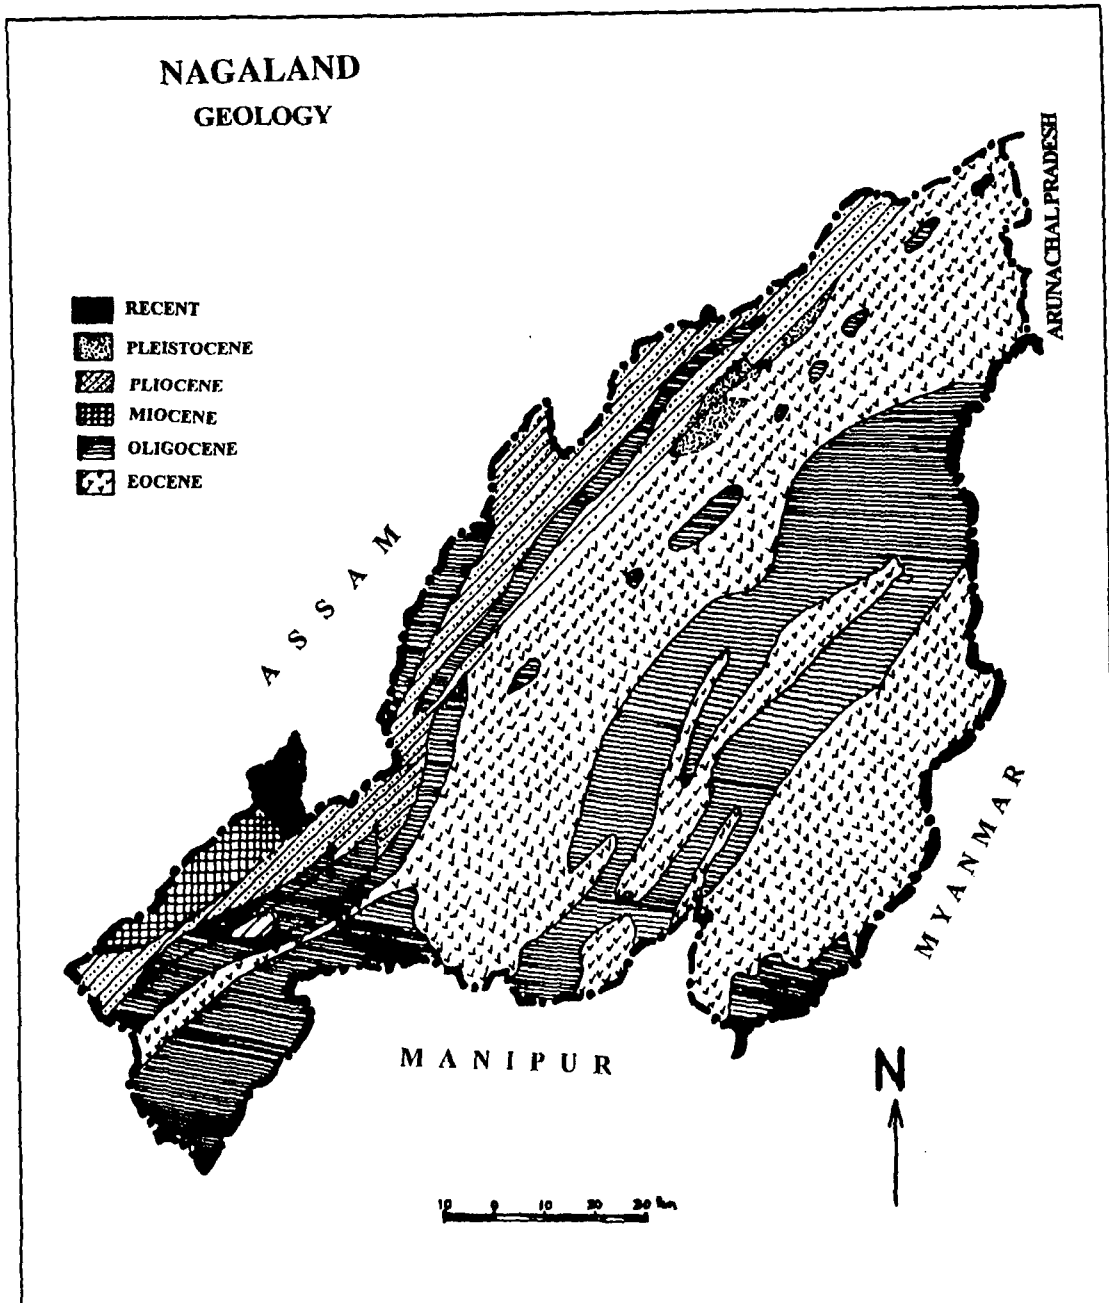 NAGALAND
GEOLOGY
ARUNACHAL PRADESH
RECENT
PLEISTOCENE
PLIOCENE
MIOCENE
OLIGOCENE
EOCENE
ASSAM
MYANMAR
MANIPUR
N
10 0 10 20 30 km